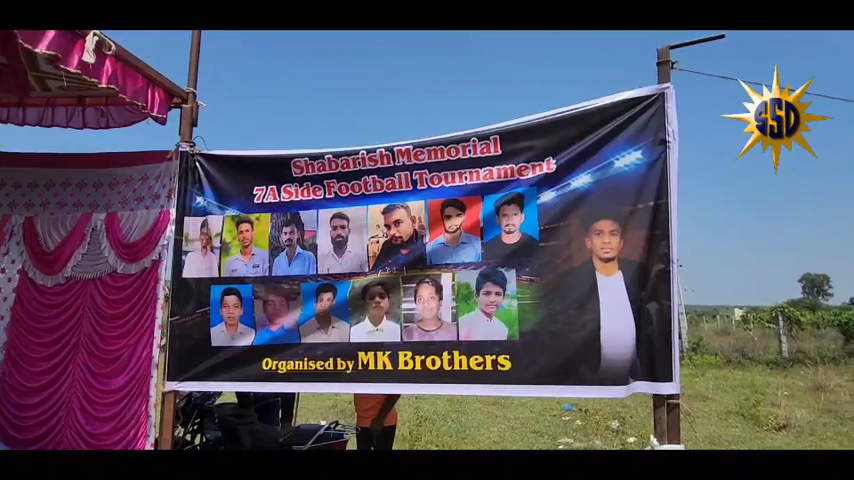 SSD
Shabarish Memorial
7A Side Football Tournament
Organised by MK Brothers